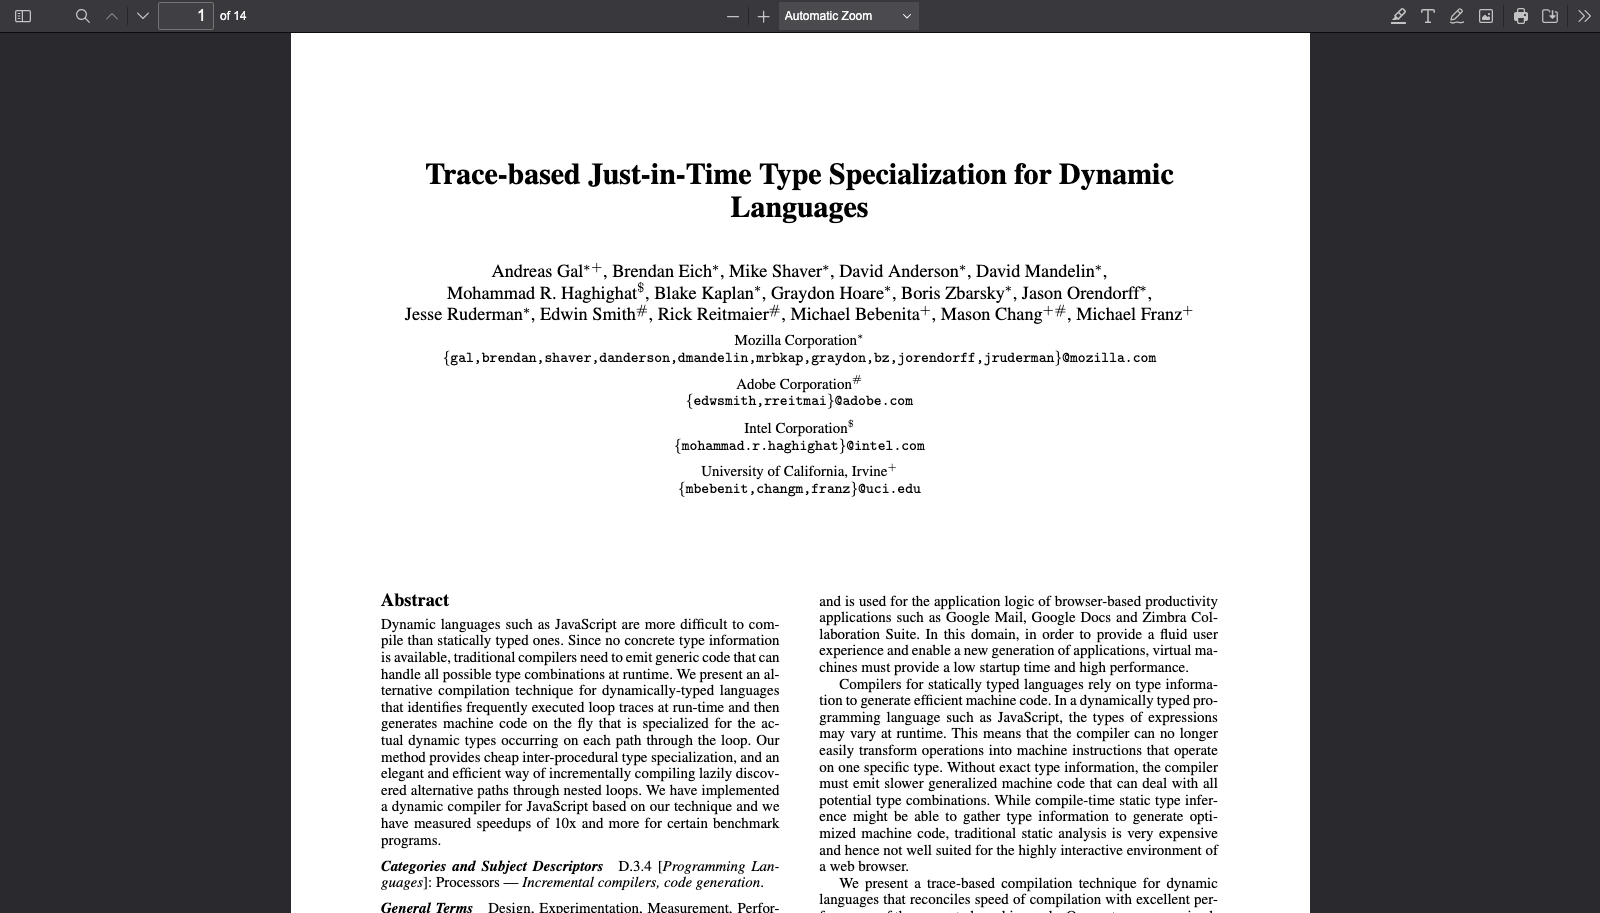 1 of 14 Automatic Zoom
Trace-based Just-in-Time Type Specialization for Dynamic
Languages
Andreas Gal*+, Brendan Eich*, Mike Shaver*, David Anderson*, David Mandelin*,
Mohammad R. Haghighat$, Blake Kaplan*, Graydon Hoare*, Boris Zbarsky*, Jason Orendorff*,
Jesse Ruderman*, Edwin Smith#, Rick Reitmaier#, Michael Bebenita+, Mason Chang+#, Michael Franz+
Mozilla Corporation*
{gal,brendan,shaver,danderson,dmandelin,mrbkap,graydon,bz,jorendorff,jruderman}@mozilla.com
Adobe Corporation#
{edwsmith,rreitmai}@adobe.com
Intel Corporation$
{mohammad.r.haghighat}@intel.com
University of California, Irvine+
{mbebenit,changm,franz}@uci.edu
Abstract
Dynamic languages such as JavaScript are more difficult to com-
pile than statically typed ones. Since no concrete type information
is available, traditional compilers need to emit generic code that can
handle all possible type combinations at runtime. We present an al-
ternative compilation technique for dynamically-typed languages
that identifies frequently executed loop traces at run-time and then
generates machine code on the fly that is specialized for the ac-
tual dynamic types occurring on each path through the loop. Our
method provides cheap inter-procedural type specialization, and an
elegant and efficient way of incrementally compiling lazily discov-
ered alternative paths through nested loops. We have implemented
a dynamic compiler for JavaScript based on our technique and we
have measured speedups of 10x and more for certain benchmark
programs.
Categories and Subject Descriptors D.3.4 [Programming Lan-
guages]: Processors — Incremental compilers, code generation.
General Terms Design, Experimentation, Measurement, Perfor-
and is used for the application logic of browser-based productivity
applications such as Google Mail, Google Docs and Zimbra Col-
laboration Suite. In this domain, in order to provide a fluid user
experience and enable a new generation of applications, virtual ma-
chines must provide a low startup time and high performance.
Compilers for statically typed languages rely on type informa-
tion to generate efficient machine code. In a dynamically typed pro-
gramming language such as JavaScript, the types of expressions
may vary at runtime. This means that the compiler can no longer
easily transform operations into machine instructions that operate
on one specific type. Without exact type information, the compiler
must emit slower generalized machine code that can deal with all
potential type combinations. While compile-time static type infer-
ence might be able to gather type information to generate opti-
mized machine code, traditional static analysis is very expensive
and hence not well suited for the highly interactive environment of
a web browser.
We present a trace-based compilation technique for dynamic
languages that reconciles speed of compilation with excellent per-